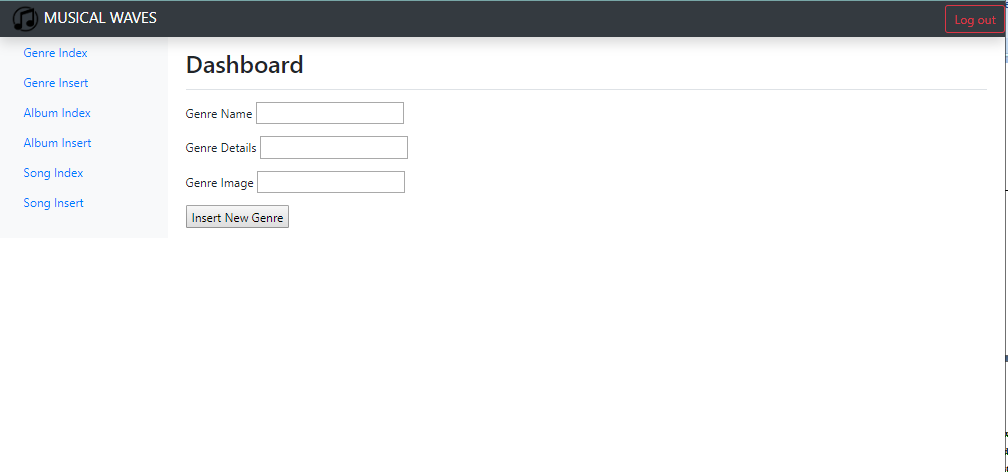 MUSICAL WAVES
Log out
Genre Index
Genre Insert
Album Index
Album Insert
Song Index
Song Insert
Dashboard
Genre Name
Genre Details
Genre Image
Insert New Genre